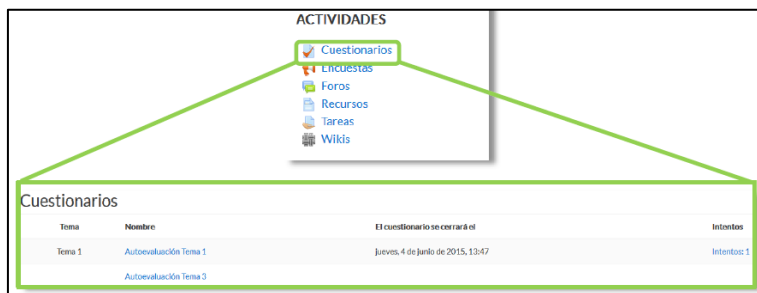 ACTIVIDADES
Cuestionarios
Encuestas
Foros
Recursos
Tareas
Wikis
Cuestionarios
Tema Nombre El cuestionario se cerrará el Intentos
Tema 1 Autoevaluación Tema 1 jueves, 4 de junio de 2015, 13:47 Intentos: 1
Autoevaluación Tema 3